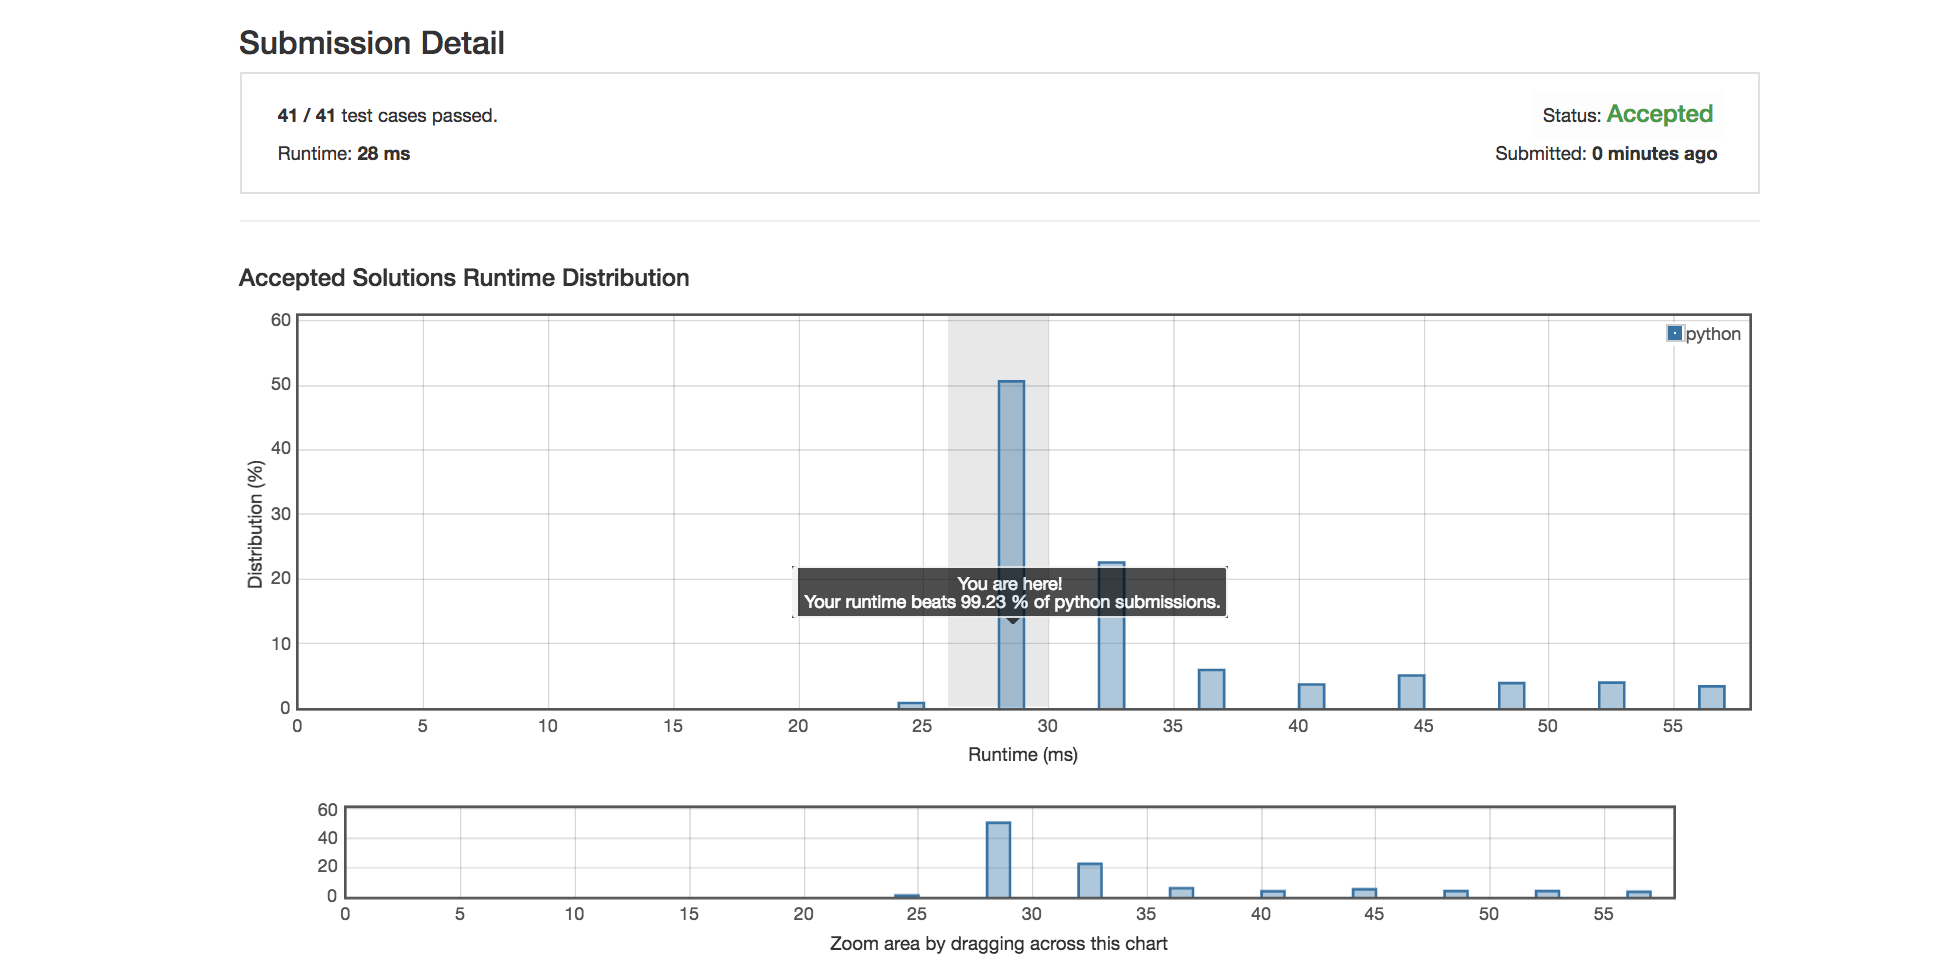 Submission Detail
41 / 41 test cases passed.
Status: Accepted
Runtime: 28 ms
Submitted: 0 minutes ago
Accepted Solutions Runtime Distribution
60
50
40
30
20
10
0
Distribution (%)
python
You are here!
Your runtime beats 99.23 % of python submissions.
0 5 10 15 20 25 30 35 40 45 50 55
Runtime (ms)
60
40
20
0
0 5 10 15 20 25 30 35 40 45 50 55
Zoom area by dragging across this chart